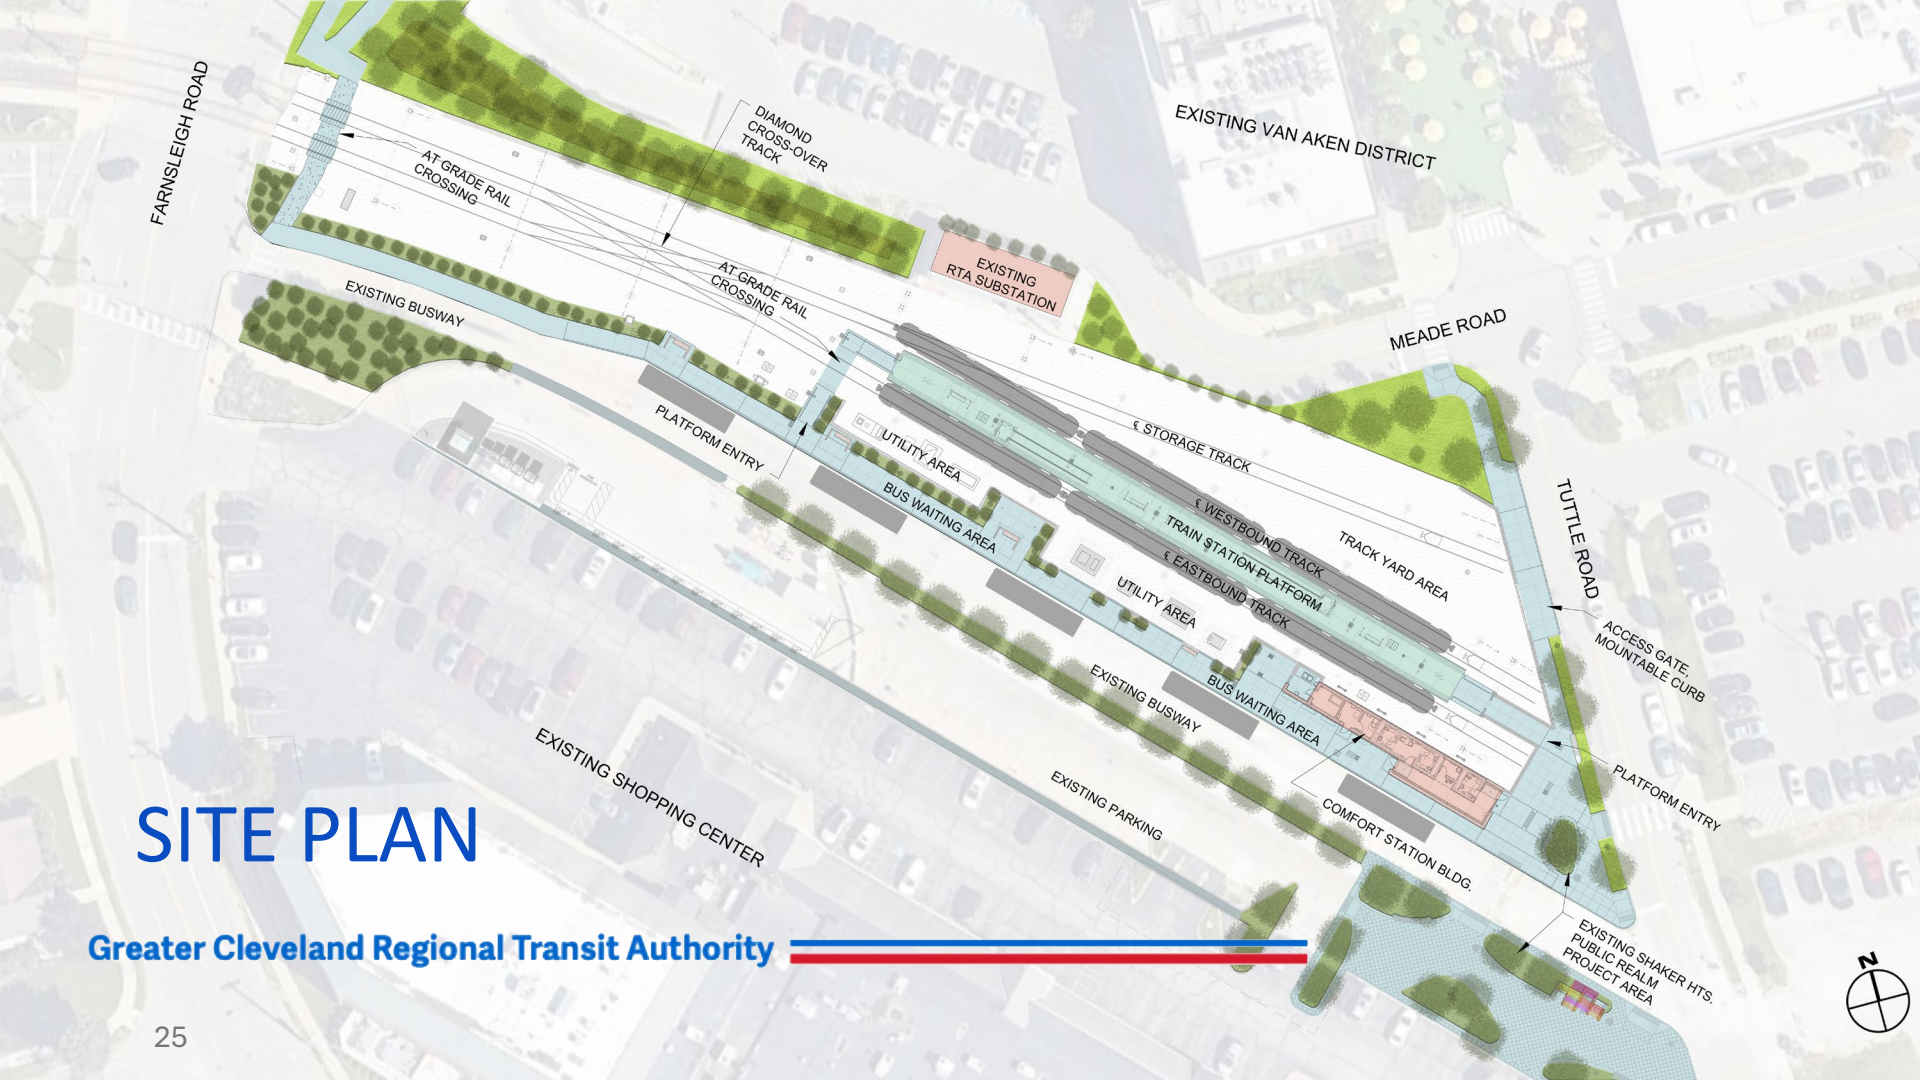 FARNSLEIGH ROAD
DIAMOND
CROSS-OVER
TRACK
EXISTING VAN AKEN DISTRICT
AT GRADE RAIL
CROSSING
EXISTING
RTA SUBSTATION
AT GRADE RAIL
CROSSING
EXISTING BUSWAY
MEADE ROAD
PLATFORM ENTRY
UTILITY AREA
℄ STORAGE TRACK
BUS WAITING AREA
℄ WESTBOUND TRACK
TRAIN STATION PLATFORM
℄ EASTBOUND TRACK
TRACK YARD AREA
TUTTLE ROAD
UTILITY AREA
ACCESS GATE,
MOUNTABLE CURB
EXISTING BUSWAY
BUS WAITING AREA
EXISTING SHOPPING CENTER
EXISTING PARKING
PLATFORM ENTRY
COMFORT STATION BLDG.
SITE PLAN
EXISTING SHAKER HTS.
PUBLIC REALM
PROJECT AREA
Greater Cleveland Regional Transit Authority
N
25